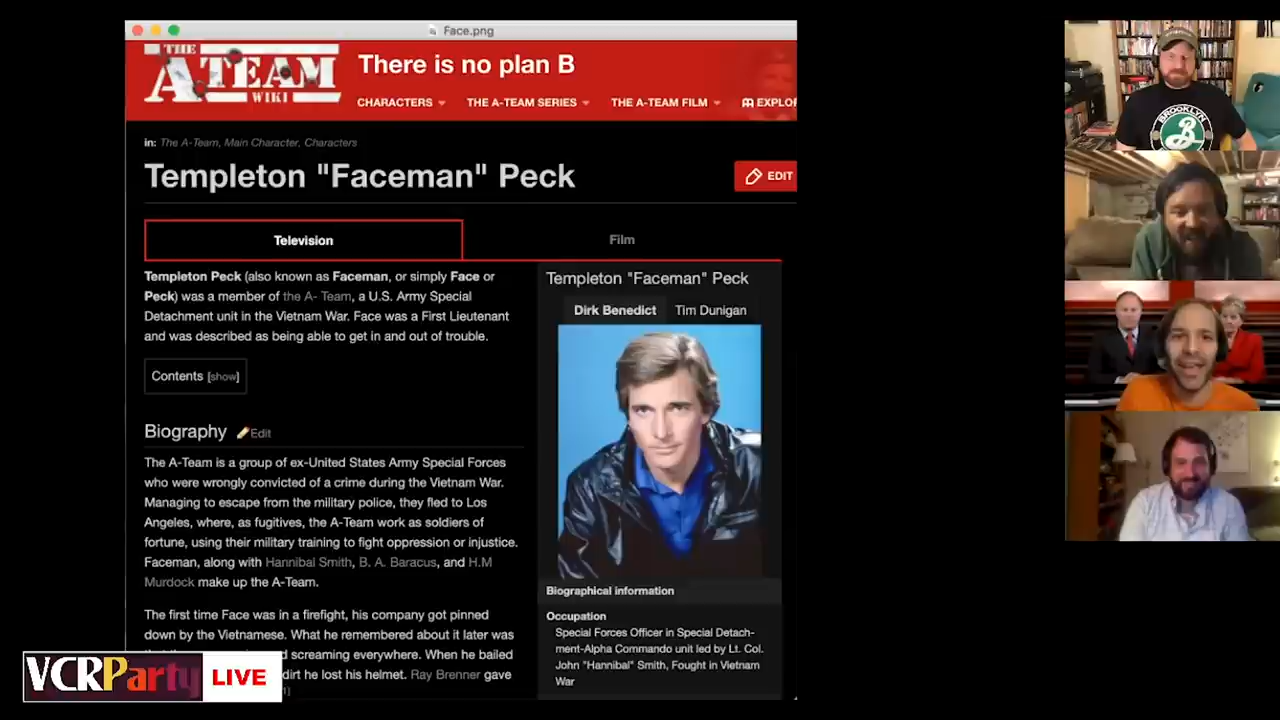 Face.png
THE
A-TEAM
WIKI
There is no plan B
CHARACTERS
THE A-TEAM SERIES
THE A-TEAM FILM
EXPLOR
in: The A-Team, Main Character, Characters
Templeton "Faceman" Peck
EDIT
Television
Film
Templeton Peck (also known as Faceman, or simply Face or
Peck) was a member of the A- Team, a U.S. Army Special
Detachment unit in the Vietnam War. Face was a First Lieutenant
and was described as being able to get in and out of trouble.
Contents [show]
Biography Edit
The A-Team is a group of ex-United States Army Special Forces
who were wrongly convicted of a crime during the Vietnam War.
Managing to escape from the military police, they fled to Los
Angeles, where, as fugitives, the A-Team work as soldiers of
fortune, using their military training to fight oppression or injustice.
Faceman, along with Hannibal Smith, B. A. Baracus, and H.M
Murdock make up the A-Team.
The first time Face was in a firefight, his company got pinned
down by the Vietnamese. What he remembered about it later was
screaming everywhere. When he bailed
dirt he lost his helmet. Ray Brenner gave
Templeton "Faceman" Peck
Dirk Benedict
Tim Dunigan
Biographical information
Occupation
Special Forces Officer in Special Detach-
ment-Alpha Commando unit led by Lt. Col.
John "Hannibal" Smith, Fought in Vietnam
War
BROOKLYN
B
VCRParty LIVE